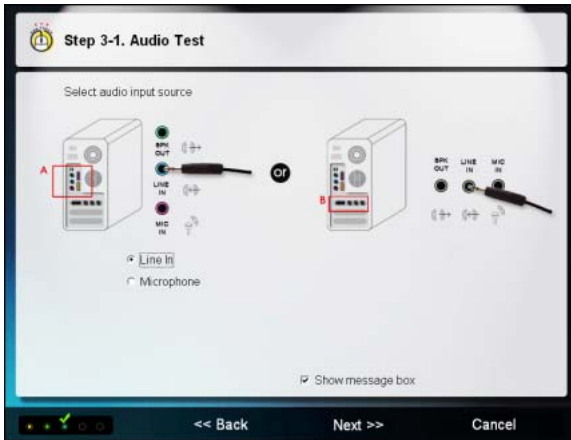 Step 3-1. Audio Test
Select audio input source
A
SPK OUT
LINE IN
MIC IN
or
B
SPK OUT
LINE IN
MIC IN
Line In
Microphone
Show message box
<< Back
Next >>
Cancel